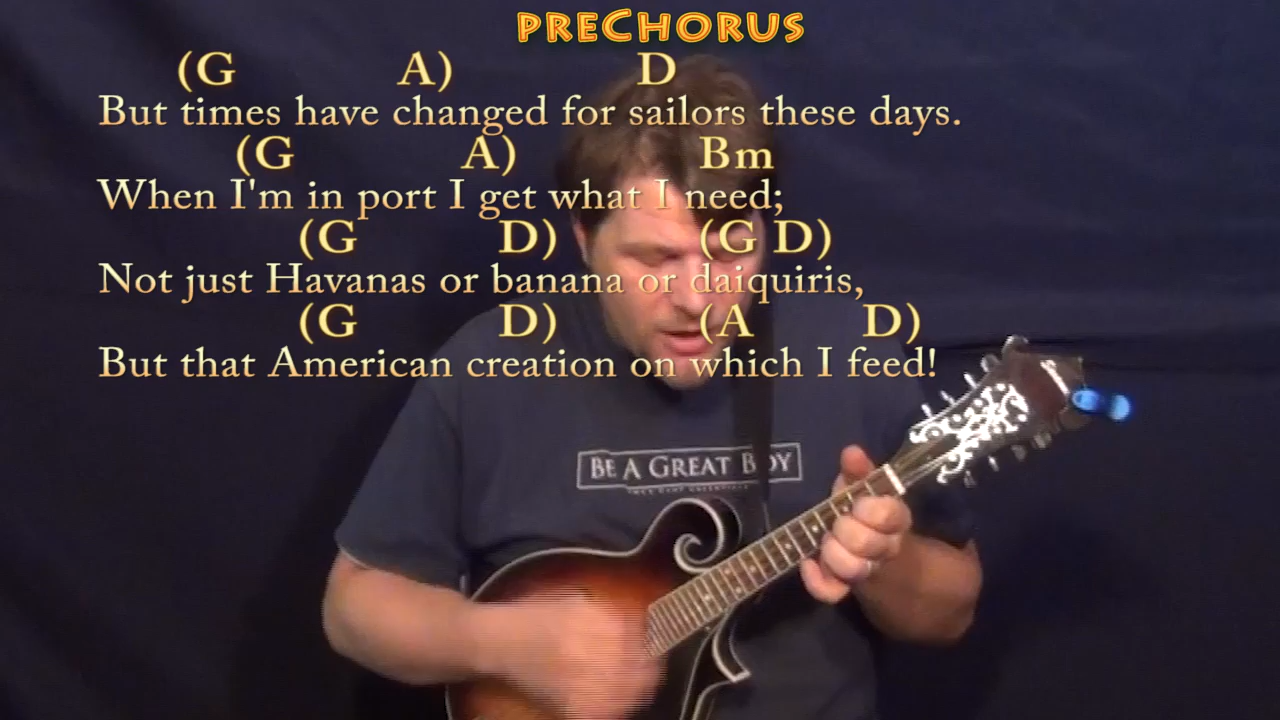 PRECHORUS
(G A) D
But times have changed for sailors these days.
(G A) Bm
When I'm in port I get what I need;
(G D) (G D)
Not just Havanas or banana or daiquiris,
(G D) (A D)
But that American creation on which I feed!
BE A GREAT BOY